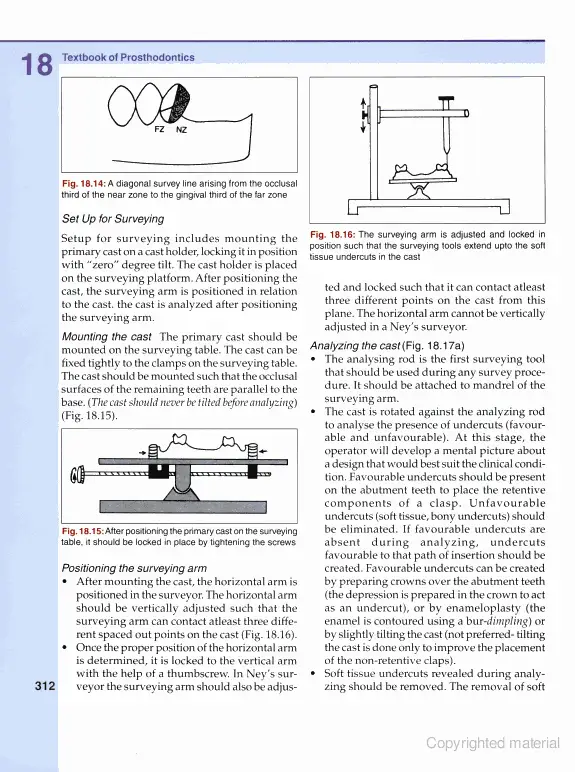 18
Textbook of Prosthodontics
FZ NZ
Fig. 18.14: A diagonal survey line arising from the occlusal
third of the near zone to the gingival third of the far zone
Set Up for Surveying
Setup for surveying includes mounting the
primary cast on a cast holder, locking it in position
with "zero" degree tilt. The cast holder is placed
on the surveying platform. After positioning the
cast, the surveying arm is positioned in relation
to the cast. the cast is analyzed after positioning
the surveying arm.
Mounting the cast The primary cast should be
mounted on the surveying table. The cast can be
fixed tightly to the clamps on the surveying table.
The cast should be mounted such that the occlusal
surfaces of the remaining teeth are parallel to the
base. (The cast should never be tilted before analyzing)
(Fig. 18.15).
Fig. 18.15: After positioning the primary cast on the surveying
table, it should be locked in place by tightening the screws
Positioning the surveying arm
• After mounting the cast, the horizontal arm is
positioned in the surveyor. The horizontal arm
should be vertically adjusted such that the
surveying arm can contact atleast three diffe-
rent spaced out points on the cast (Fig. 18.16).
• Once the proper position of the horizontal arm
is determined, it is locked to the vertical arm
with the help of a thumbscrew. In Ney's sur-
veyor the surveying arm should also be adjus-
312
Fig. 18.16: The surveying arm is adjusted and locked in
position such that the surveying tools extend upto the soft
tissue undercuts in the cast
ted and locked such that it can contact atleast
three different points on the cast from this
plane. The horizontal arm cannot be vertically
adjusted in a Ney's surveyor.
Analyzing the cast (Fig. 18.17a)
• The analysing rod is the first surveying tool
that should be used during any survey proce-
dure. It should be attached to mandrel of the
surveying arm.
• The cast is rotated against the analyzing rod
to analyse the presence of undercuts (favour-
able and unfavourable). At this stage, the
operator will develop a mental picture about
a design that would best suit the clinical condi-
tion. Favourable undercuts should be present
on the abutment teeth to place the retentive
components of a clasp. Unfavourable
undercuts (soft tissue, bony undercuts) should
be eliminated. If favourable undercuts are
absent during analyzing, undercuts
favourable to that path of insertion should be
created. Favourable undercuts can be created
by preparing crowns over the abutment teeth
(the depression is prepared in the crown to act
as an undercut), or by enameloplasty (the
enamel is contoured using a bur-dimpling) or
by slightly tilting the cast (not preferred- tilting
the cast is done only to improve the placement
of the non-retentive claps).
• Soft tissue undercuts revealed during analy-
zing should be removed. The removal of soft
Copyrighted material